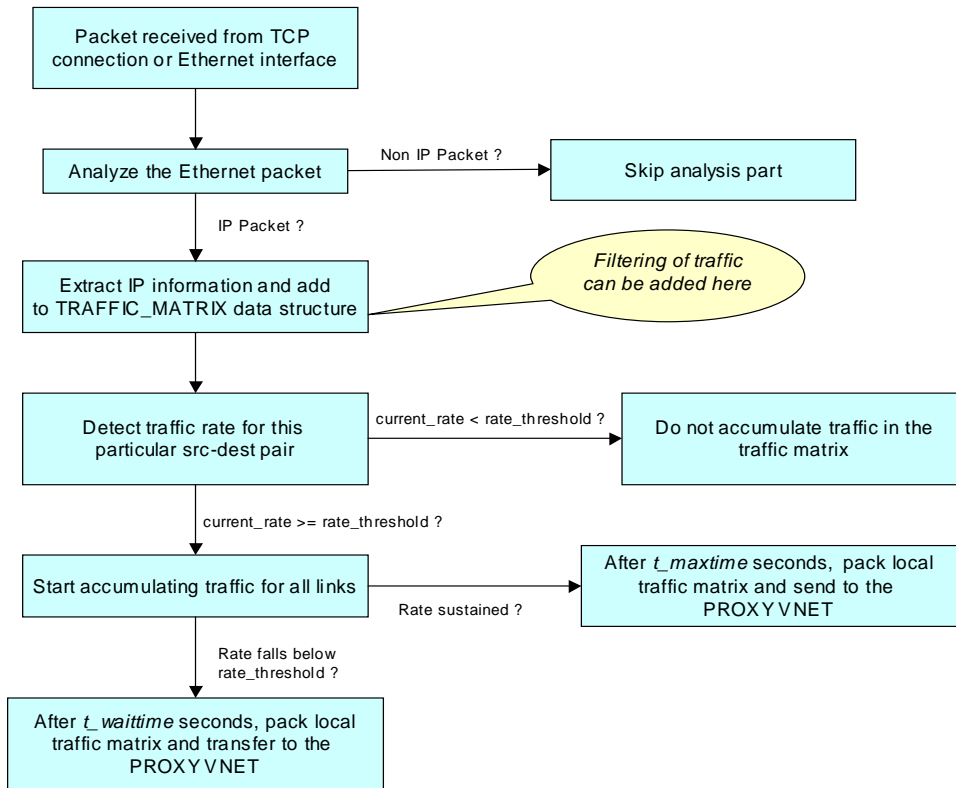 Packet received from TCP
connection or Ethernet interface
Analyze the Ethernet packet
Non IP Packet ?
Skip analysis part
IP Packet ?
Extract IP information and add
to TRAFFIC_MATRIX data structure
Filtering of traffic
can be added here
Detect traffic rate for this
particular src-dest pair
current_rate < rate_threshold ?
Do not accumulate traffic in the
traffic matrix
current_rate >= rate_threshold ?
Start accumulating traffic for all links
Rate sustained ?
After t_maxtime seconds, pack local
traffic matrix and send to the
PROXYVNET
Rate falls below
rate_threshold ?
After t_waittime seconds, pack local
traffic matrix and transfer to the
PROXYVNET